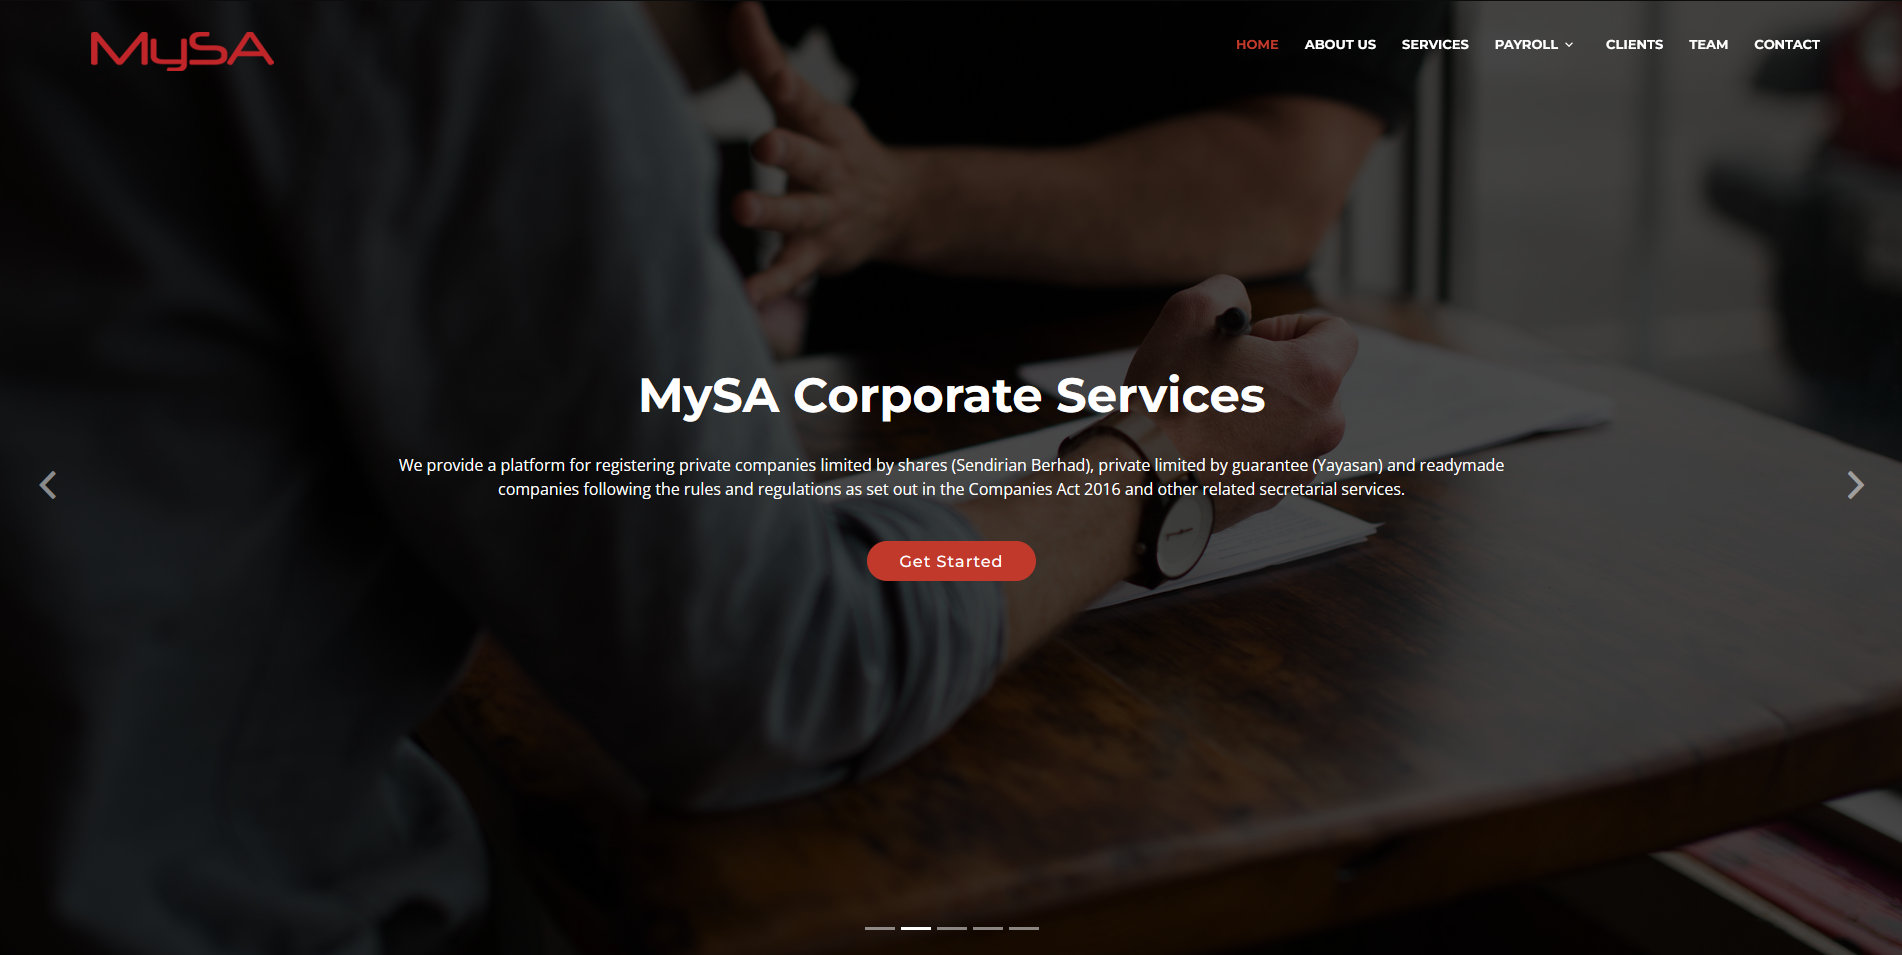 MySA
HOME ABOUT US SERVICES PAYROLL CLIENTS TEAM CONTACT
MySA Corporate Services
We provide a platform for registering private companies limited by shares (Sendirian Berhad), private limited by guarantee (Yayasan) and readymade
companies following the rules and regulations as set out in the Companies Act 2016 and other related secretarial services.
Get Started